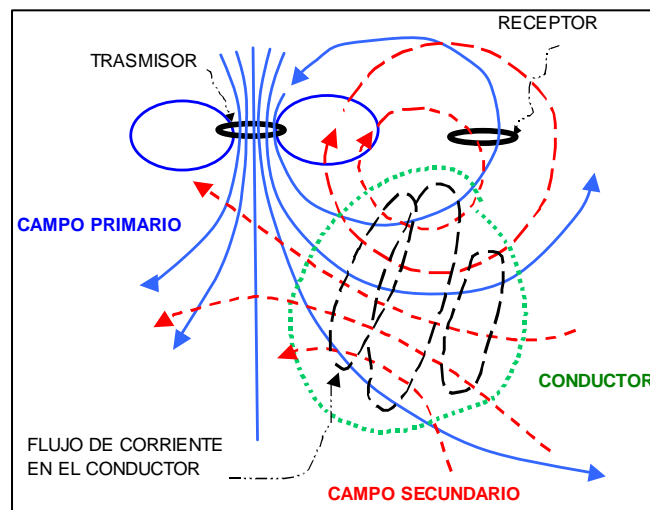 RECEPTOR
TRASMISOR
CAMPO PRIMARIO
CONDUCTOR
FLUJO DE CORRIENTE
EN EL CONDUCTOR
CAMPO SECUNDARIO